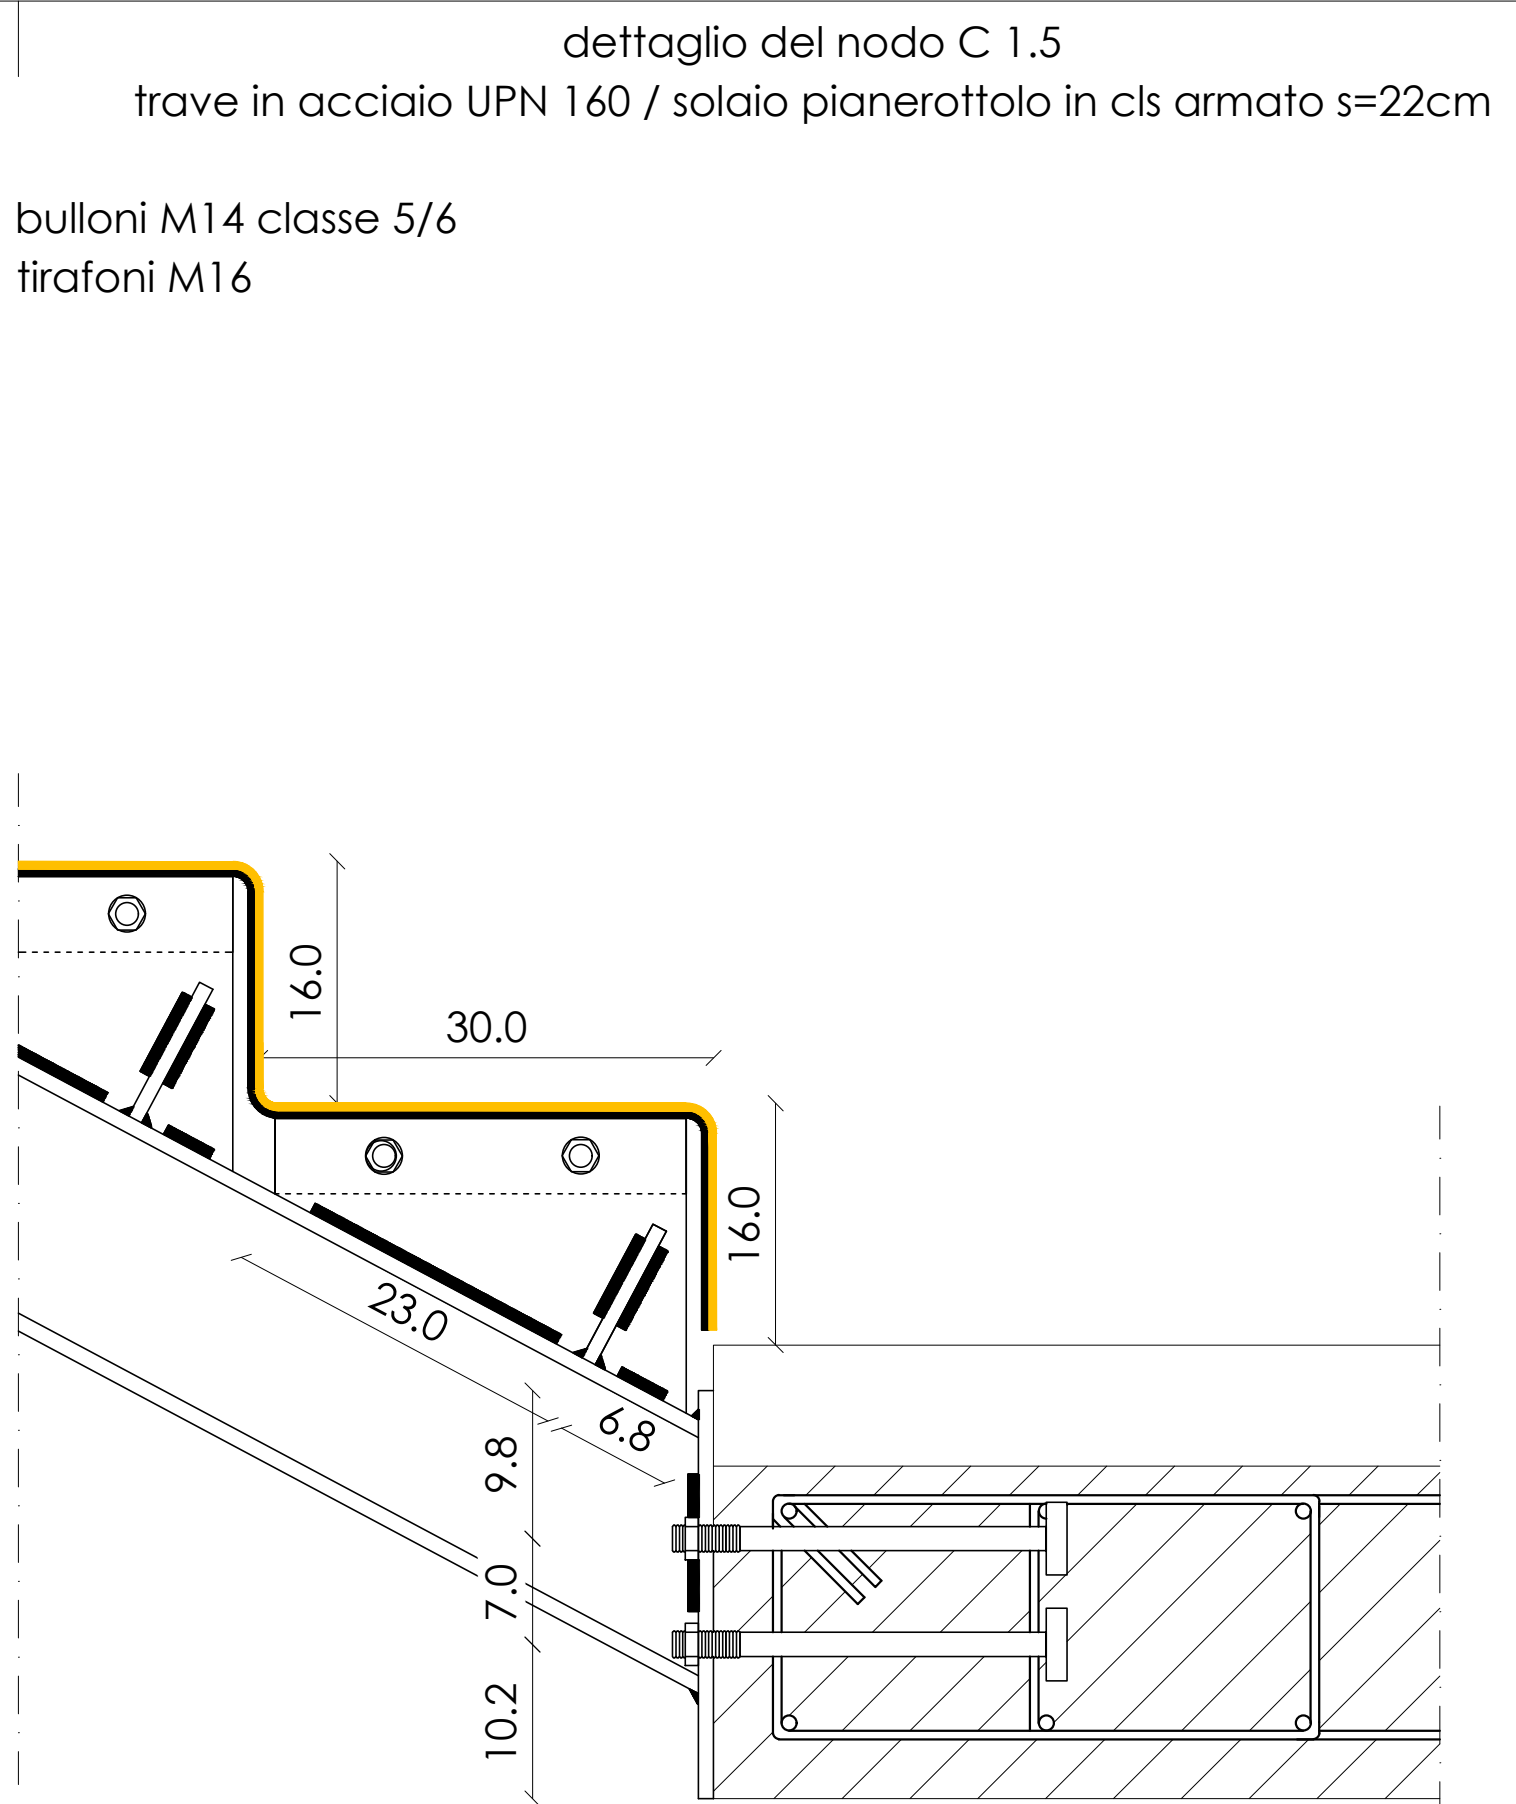 dettaglio del nodo C 1.5
trave in acciaio UPN 160 / solaio pianerottolo in cls armato s=22cm
bulloni M14 classe 5/6
tirafoni M16
16.0
30.0
16.0
23.0
6.8
9.8
7.0
10.2